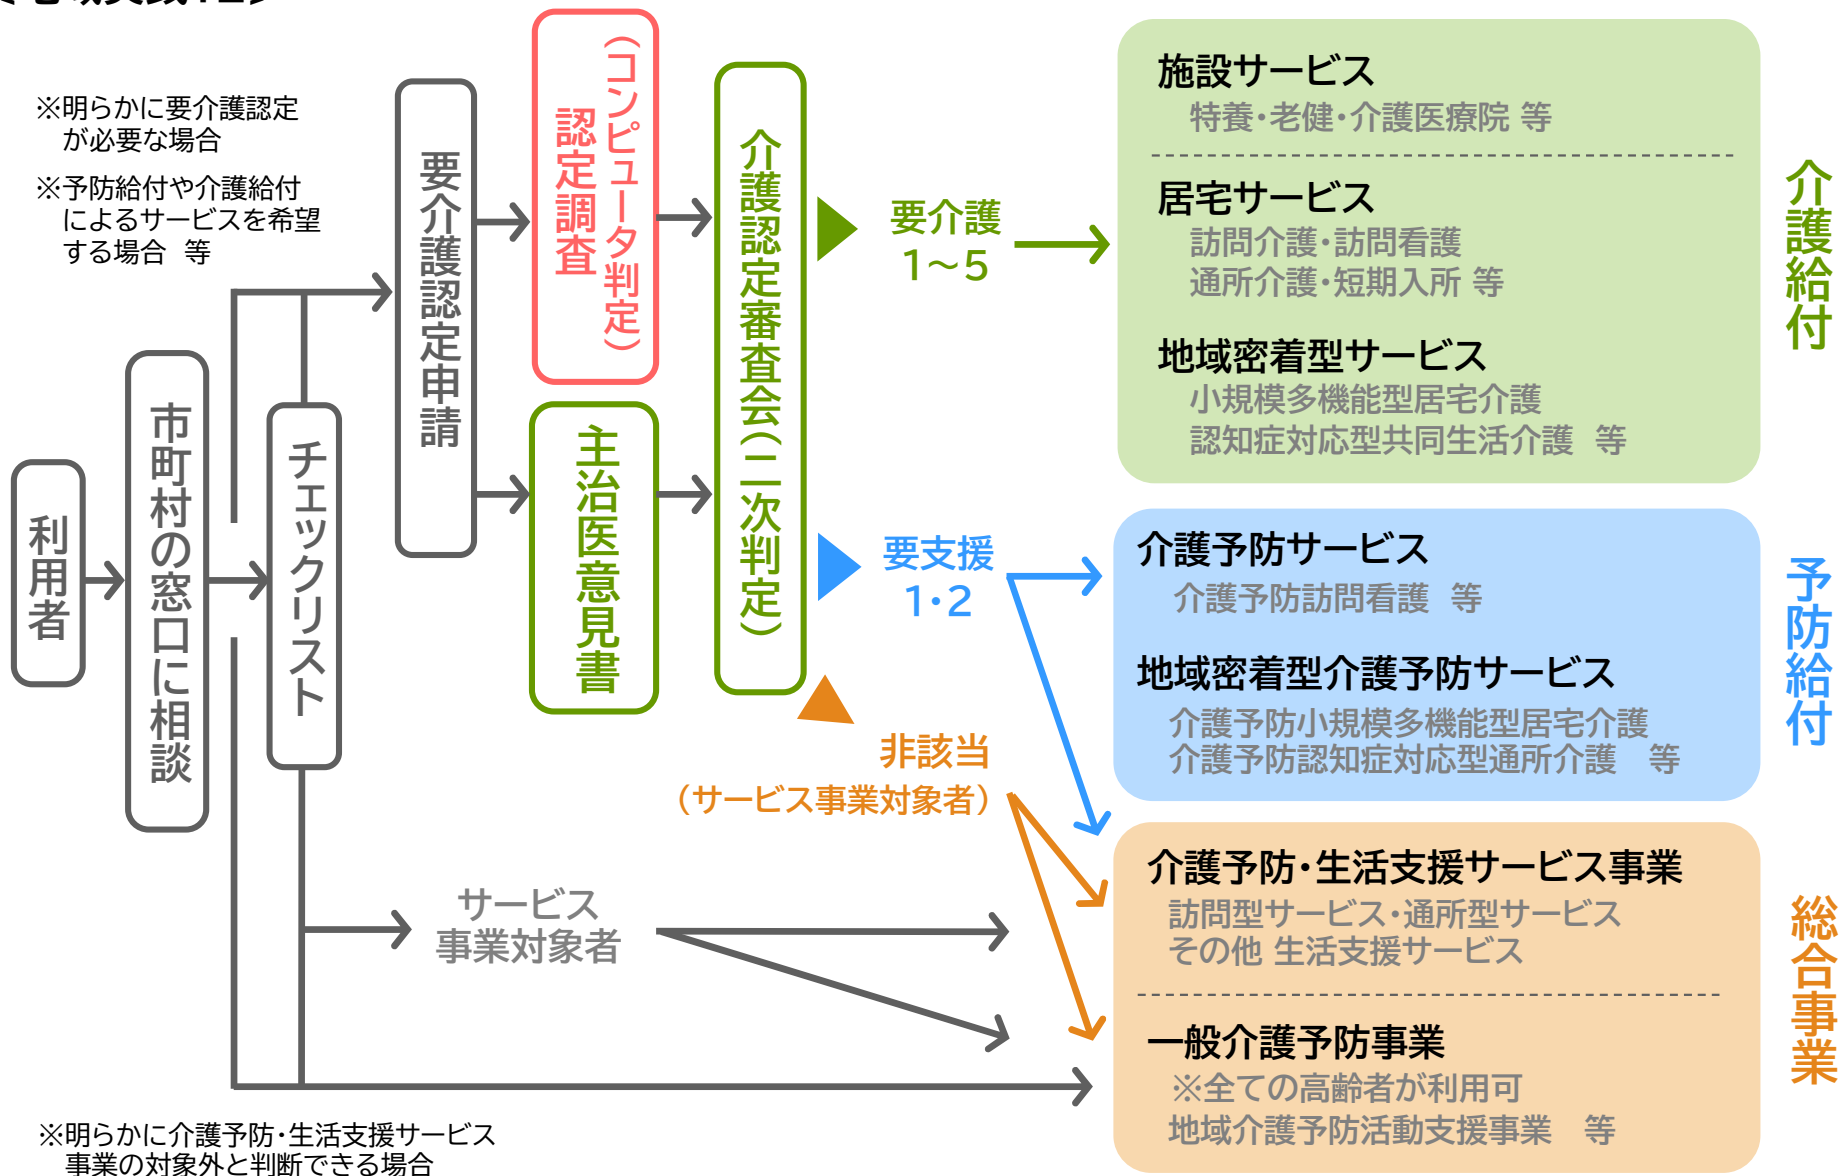 ※明らかに要介護認定
が必要な場合
※予防給付や介護給付
によるサービスを希望
する場合 等
利用者
市町村の窓口に相談
チェックリスト
要介護認定申請
認定調査
（コンピュータ判定）
主治医意見書
介護認定審査会（二次判定）
要介護
1～5
要支援
1・2
非該当
（サービス事業対象者）
サービス
事業対象者
施設サービス
特養・老健・介護医療院 等
居宅サービス
訪問介護・訪問看護
通所介護・短期入所 等
地域密着型サービス
小規模多機能型居宅介護
認知症対応型共同生活介護 等
介護給付
介護予防サービス
介護予防訪問看護 等
地域密着型介護予防サービス
介護予防小規模多機能型居宅介護
介護予防認知症対応型通所介護 等
予防給付
介護予防・生活支援サービス事業
訪問型サービス・通所型サービス
その他 生活支援サービス
一般介護予防事業
※全ての高齢者が利用可
地域介護予防活動支援事業 等
総合事業
※明らかに介護予防・生活支援サービス
事業の対象外と判断できる場合